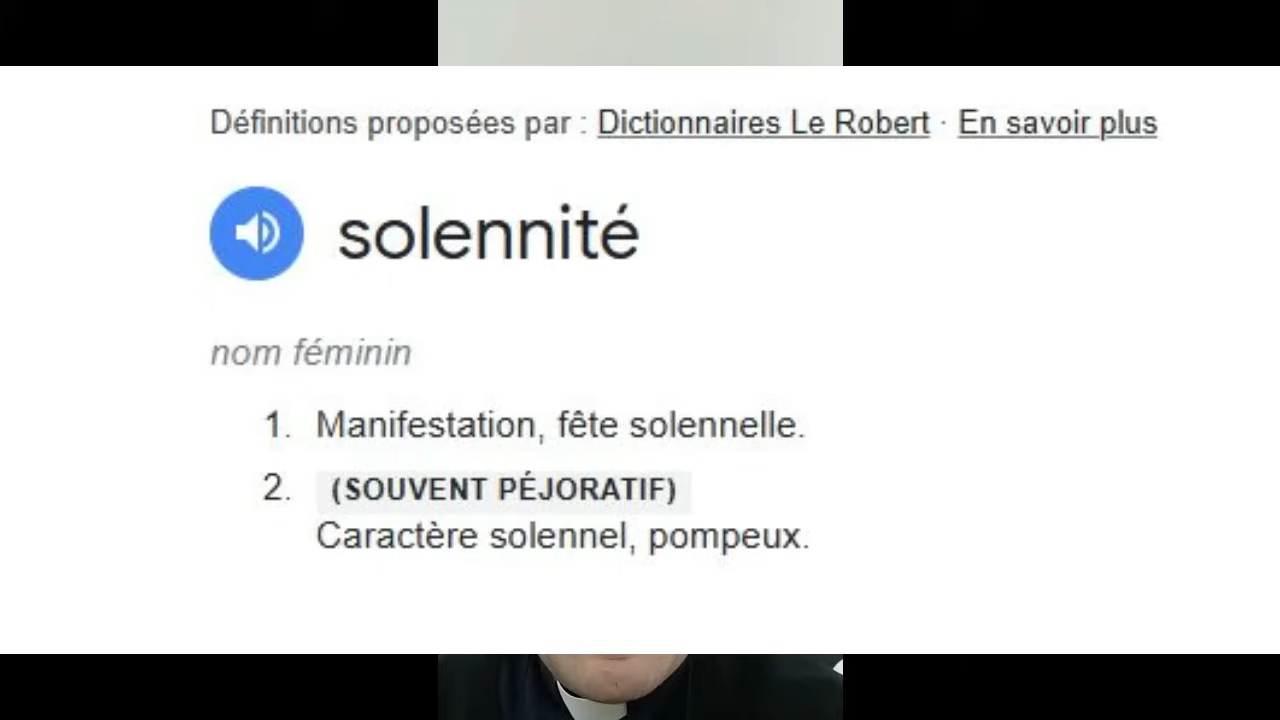 Définitions proposées par : Dictionnaires Le Robert · En savoir plus
solennité
nom féminin
1. Manifestation, fête solennelle.
2. (SOUVENT PÉJORATIF)
Caractère solennel, pompeux.